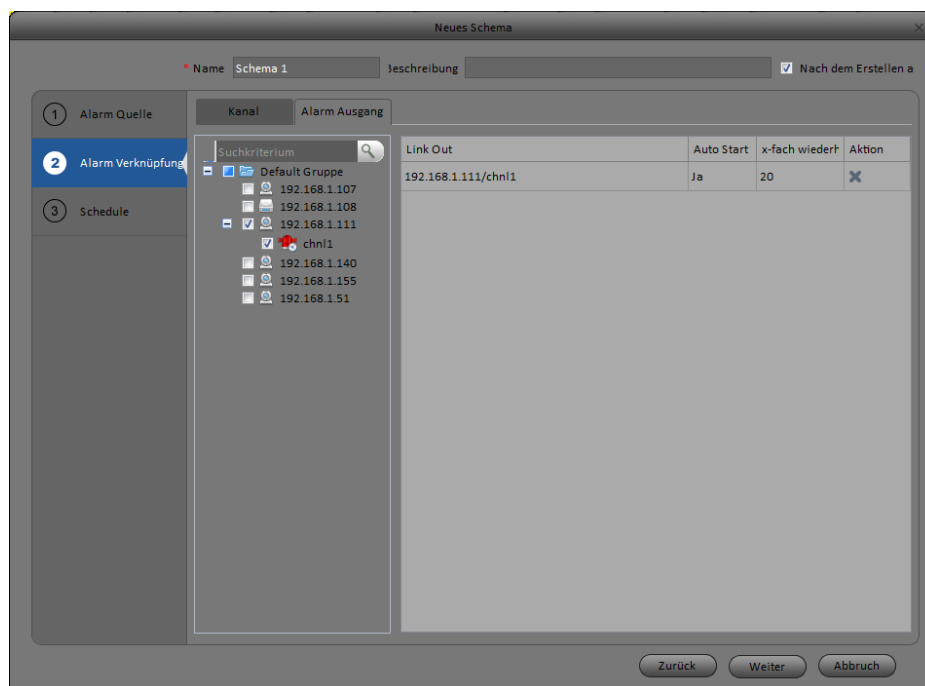 Neues Schema
* Name Schema 1 Beschreibung Nach dem Erstellen a
1 Alarm Quelle
2 Alarm Verknüpfung
3 Schedule
Kanal Alarm Ausgang
Suchkriterium
Default Gruppe
192.168.1.107
192.168.1.108
192.168.1.111
chnl1
192.168.1.140
192.168.1.155
192.168.1.51
Link Out Auto Start x-fach wiederh Aktion
192.168.1.111/chnl1 Ja 20
Zurück Weiter Abbruch